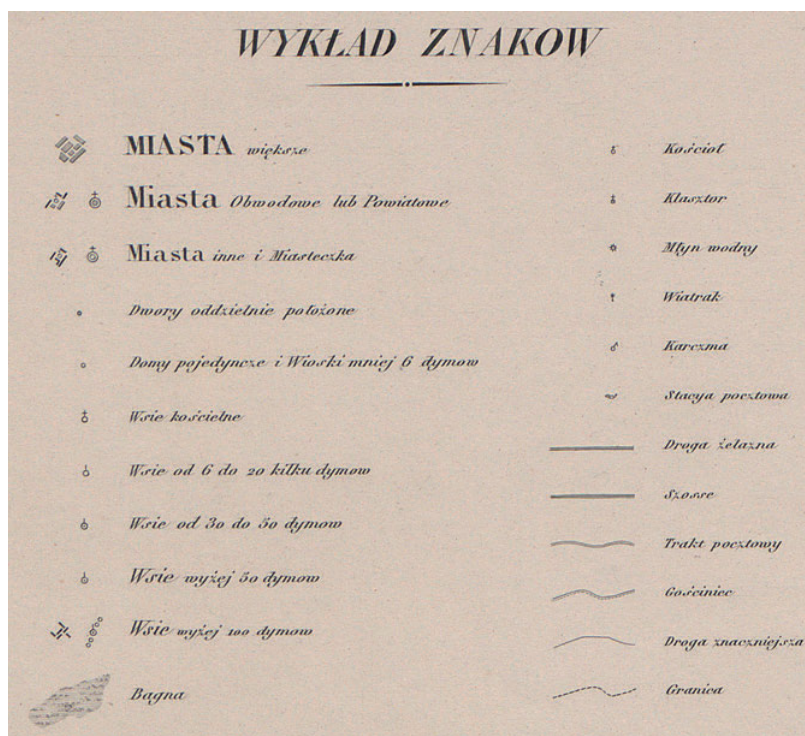 WYKŁAD ZNAKOW
MIASTA większe
Miasta Obwodowe lub Powiatowe
Miasta inne i Miasteczka
Dwory oddzielnie położone
Domy pojedyncze i Wioski mniej 6 dymow
Wsie kościelne
Wsie od 6 do 20 kilku dymow
Wsie od 30 do 50 dymow
Wsie wyżej 50 dymow
Wsie wyżej 100 dymow
Bagna
Kościoł
Klasztor
Młyn wodny
Wiatrak
Karczma
Stacya pocztowa
Droga żelazna
Szosse
Trakt pocztowy
Gościniec
Droga znaczniejsza
Granica